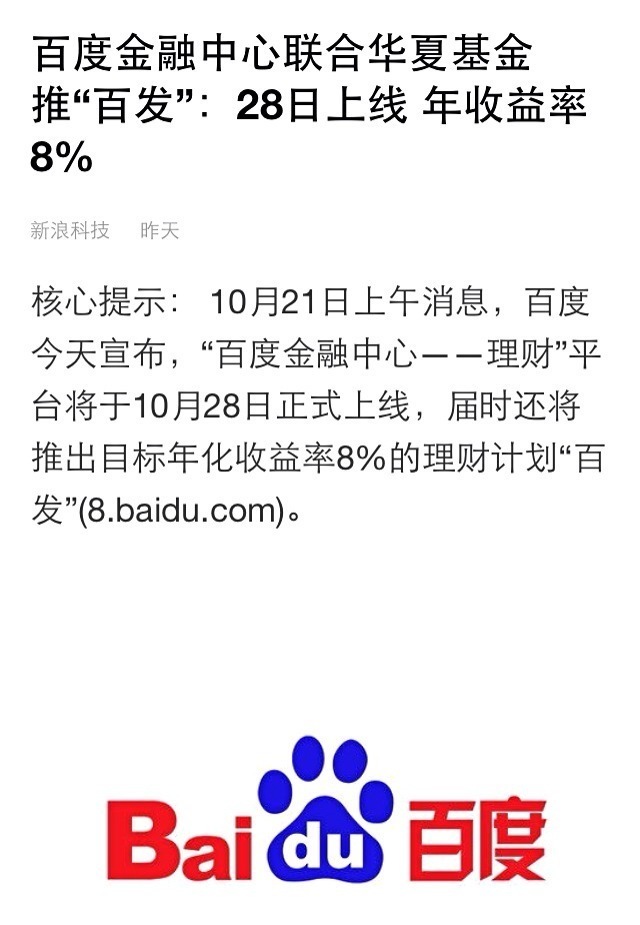 百度金融中心联合华夏基金
推“百发”：28日上线 年收益率
8%
新浪科技 昨天
核心提示： 10月21日上午消息，百度
今天宣布，“百度金融中心——理财”平
台将于10月28日正式上线，届时还将
推出目标年化收益率8%的理财计划“百
发”(8.baidu.com)。
Bai du 百度